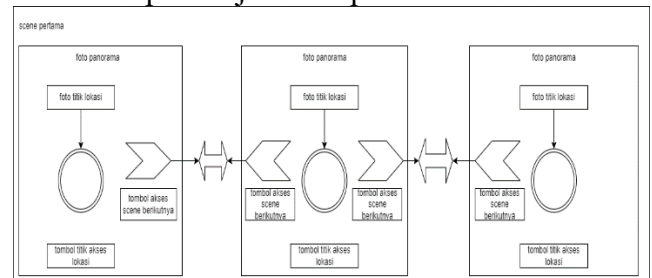 scene pertama
foto panorama
foto titik lokasi
tombol akses
scene berikutnya
tombol titik akses
lokasi
foto panorama
foto titik lokasi
tombol akses
scene
berikutnya
tombol akses
scene
berikutnya
tombol titik akses
lokasi
foto panorama
foto titik lokasi
tombol akses
scene
berikutnya
tombol titik akses
lokasi